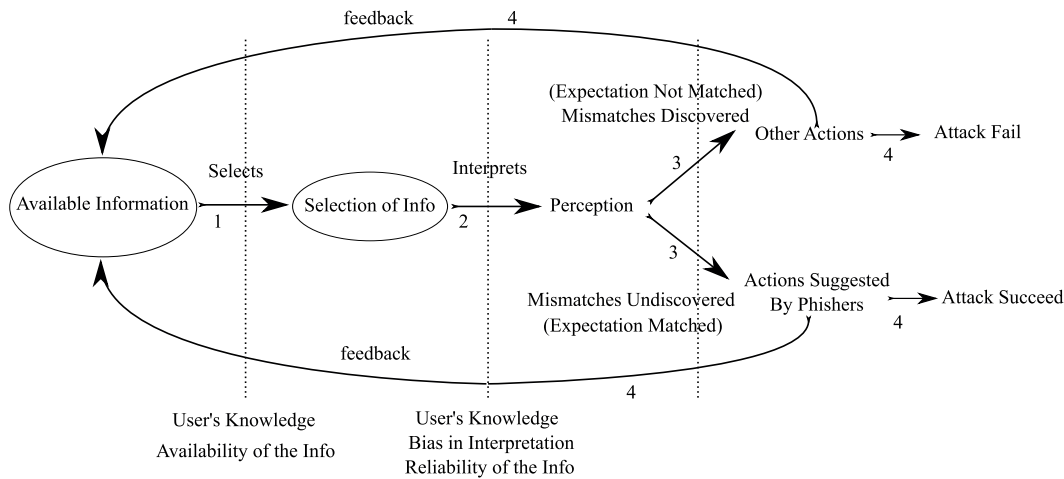 feedback
4
(Expectation Not Matched)
Mismatches Discovered
Other Actions
4
Attack Fail
3
Selects
Interprets
Available Information
1
Selection of Info
2
Perception
3
Mismatches Undiscovered
(Expectation Matched)
Actions Suggested
By Phishers
4
Attack Succeed
feedback
4
User's Knowledge
Availability of the Info
User's Knowledge
Bias in Interpretation
Reliability of the Info